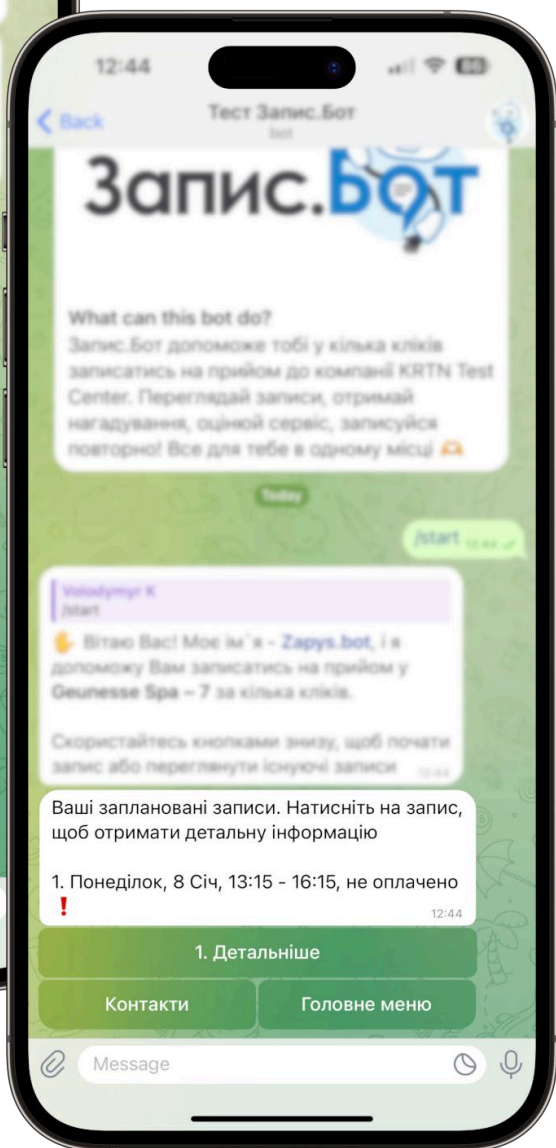 12:44
Back
Тест Запис.Бот
bot
Запис.Бот
What can this bot do?
Запис.Бот допоможе тобі у кілька кліків
записатись на прийом до компанії KRTN Test
Center. Переглядай записи, отримай
нагадування, оцінюй сервіс, записуйся
повторно! Все для тебе в одному місці
Today
/start 12:44
Volodymyr K
/start
Вітаю Вас! Моє ім`я - Zapys.bot, і я
допоможу Вам записатись на прийом у
Geunesse Spa – 7 за кілька кліків.
Скористайтесь кнопками знизу, щоб почати
запис або переглянути існуючі записи 12:44
Ваші заплановані записи. Натисніть на запис,
щоб отримати детальну інформацію
1. Понеділок, 8 Січ, 13:15 - 16:15, не оплачено
❗ 12:44
1. Детальніше
Контакти Головне меню
Message